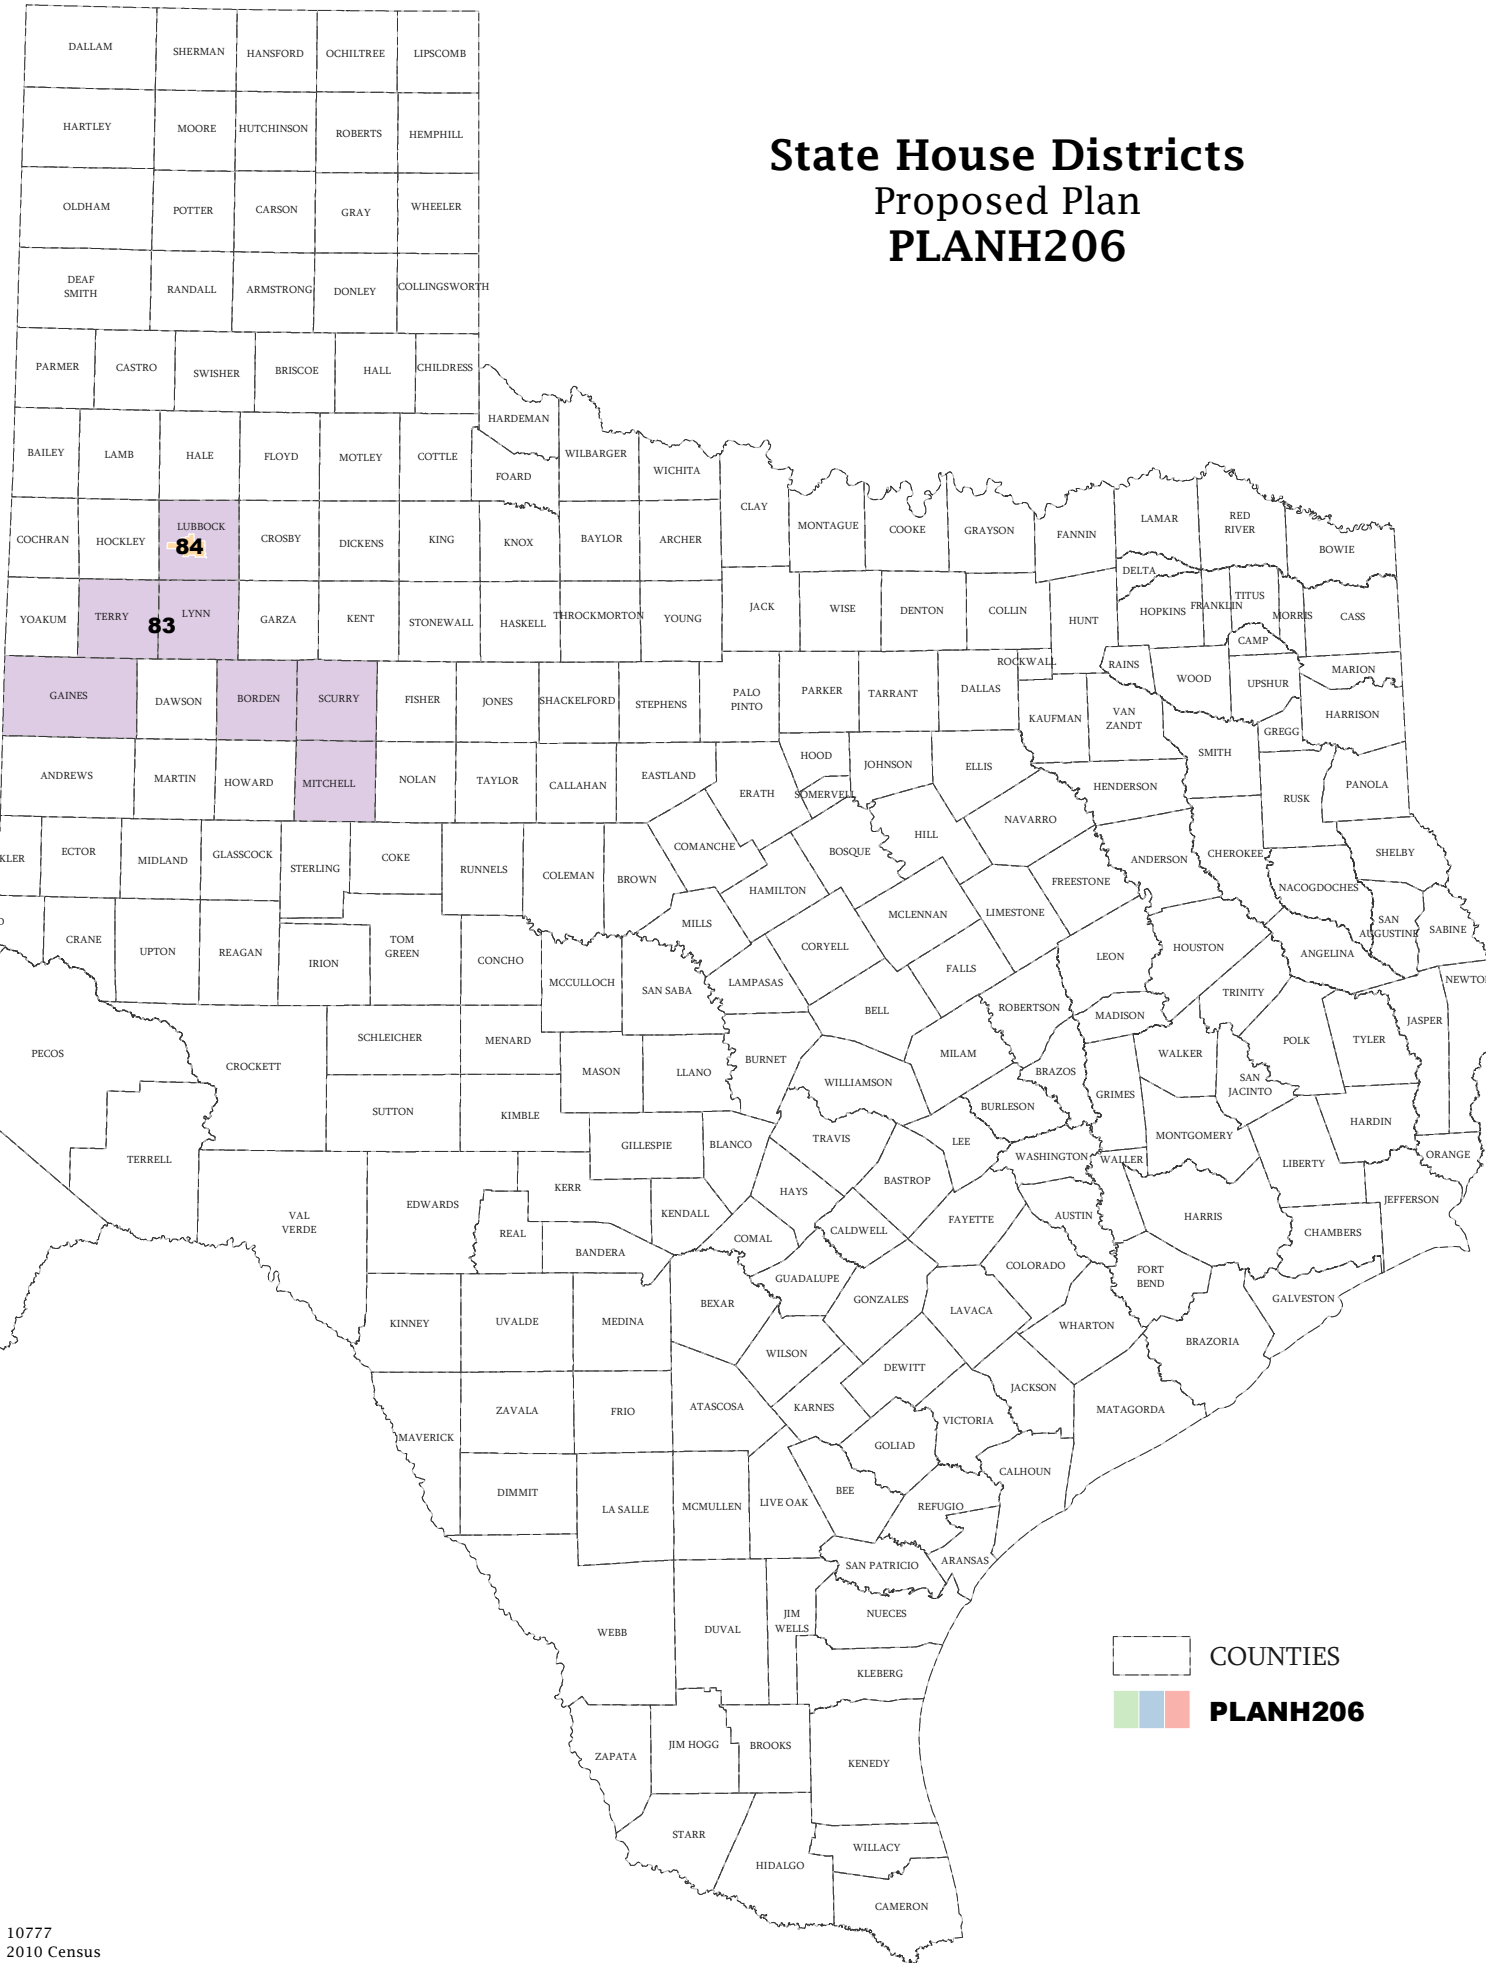 State House Districts
Proposed Plan
PLANH206
DALLAM
SHERMAN
HANSFORD
OCHILTREE
LIPSCOMB
HARTLEY
MOORE
HUTCHINSON
ROBERTS
HEMPHILL
OLDHAM
POTTER
CARSON
GRAY
WHEELER
DEAF
SMITH
RANDALL
ARMSTRONG
DONLEY
COLLINGSWORTH
PARMER
CASTRO
SWISHER
BRISCOE
HALL
CHILDRESS
HARDEMAN
BAILEY
LAMB
HALE
FLOYD
MOTLEY
COTTLE
FOARD
WILBARGER
WICHITA
CLAY
MONTAGUE
COOKE
GRAYSON
FANNIN
LAMAR
RED
RIVER
BOWIE
COCHRAN
HOCKLEY
LUBBOCK
84
CROSBY
DICKENS
KING
KNOX
BAYLOR
ARCHER
DELTA
YOAKUM
TERRY
83
LYNN
GARZA
KENT
STONEWALL
HASKELL
THROCKMORTON
YOUNG
JACK
WISE
DENTON
COLLIN
HUNT
HOPKINS
FRANKLIN
TITUS
MORRIS
CASS
CAMP
GAINES
DAWSON
BORDEN
SCURRY
FISHER
JONES
SHACKELFORD
STEPHENS
PALO
PINTO
PARKER
TARRANT
DALLAS
ROCKWALL
RAINS
WOOD
UPSHUR
MARION
KAUFMAN
VAN
ZANDT
GREGG
HARRISON
ANDREWS
MARTIN
HOWARD
MITCHELL
NOLAN
TAYLOR
CALLAHAN
EASTLAND
ERATH
HOOD
SOMERVELL
JOHNSON
ELLIS
HENDERSON
SMITH
RUSK
PANOLA
KLER
ECTOR
MIDLAND
GLASSCOCK
STERLING
COKE
RUNNELS
COLEMAN
BROWN
COMANCHE
BOSQUE
HILL
NAVARRO
ANDERSON
CHEROKEE
SHELBY
HAMILTON
FREESTONE
NACOGDOCHES
MILLS
MCLENNAN
LIMESTONE
SAN
AUGUSTINE
SABINE
CRANE
UPTON
REAGAN
IRION
TOM
GREEN
CONCHO
MCCULLOCH
SAN SABA
LAMPASAS
CORYELL
FALLS
LEON
HOUSTON
ANGELINA
NEWTO
BELL
ROBERTSON
MADISON
TRINITY
POLK
TYLER
JASPER
PECOS
CROCKETT
SCHLEICHER
MENARD
MASON
LLANO
BURNET
WILLIAMSON
MILAM
BRAZOS
GRIMES
WALKER
SAN
JACINTO
SUTTON
KIMBLE
BURLESON
HARDIN
TERRELL
GILLESPIE
BLANCO
TRAVIS
LEE
WASHINGTON
WALLER
MONTGOMERY
LIBERTY
ORANGE
VAL
VERDE
EDWARDS
KERR
REAL
KENDALL
HAYS
BASTROP
FAYETTE
AUSTIN
HARRIS
CHAMBERS
JEFFERSON
BANDERA
COMAL
CALDWELL
COLORADO
FORT
BEND
GUADALUPE
GALVESTON
KINNEY
UVALDE
MEDINA
BEXAR
GONZALES
LAVACA
WHARTON
BRAZORIA
WILSON
DEWITT
ZAVALA
FRIO
ATASCOSA
KARNES
VICTORIA
JACKSON
MATAGORDA
MAVERICK
GOLIAD
CALHOUN
DIMMIT
LA SALLE
MCMULLEN
LIVE OAK
BEE
REFUGIO
SAN PATRICIO
ARANSAS
WEBB
DUVAL
JIM
WELLS
NUECES
KLEBERG
COUNTIES
PLANH206
ZAPATA
JIM HOGG
BROOKS
KENEDY
STARR
HIDALGO
WILLACY
CAMERON
10777
2010 Census